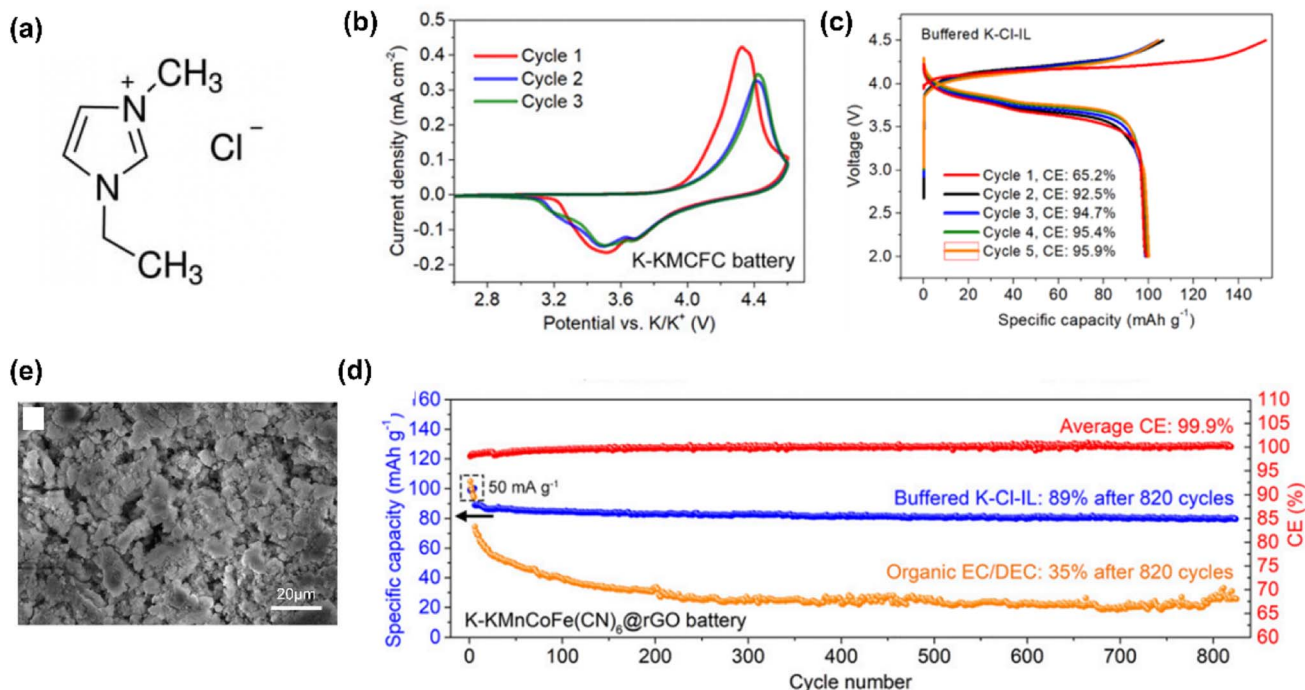 (a)
CH3
+
N
Cl−
N
CH3
(b)
Current density (mA cm-2)
0.5
0.4
0.3
0.2
0.1
0.0
-0.1
-0.2
Cycle 1
Cycle 2
Cycle 3
K-KMCFC battery
2.8 3.2 3.6 4.0 4.4
Potential vs. K/K+ (V)
(c)
Buffered K-Cl-IL
Voltage (V)
4.5
4.0
3.5
3.0
2.5
2.0
Cycle 1, CE: 65.2%
Cycle 2, CE: 92.5%
Cycle 3, CE: 94.7%
Cycle 4, CE: 95.4%
Cycle 5, CE: 95.9%
0 20 40 60 80 100 120 140
Specific capacity (mAh g-1)
(e)
20μm
(d)
Specific capacity (mAh g-1)
160
140
120
100
80
60
40
20
0
Average CE: 99.9%
50 mA g-1
Buffered K-Cl-IL: 89% after 820 cycles
Organic EC/DEC: 35% after 820 cycles
K-KMnCoFe(CN)6@rGO battery
110
105
100
95
90
85
80
75
70
65
60
CE (%)
0 100 200 300 400 500 600 700 800
Cycle number